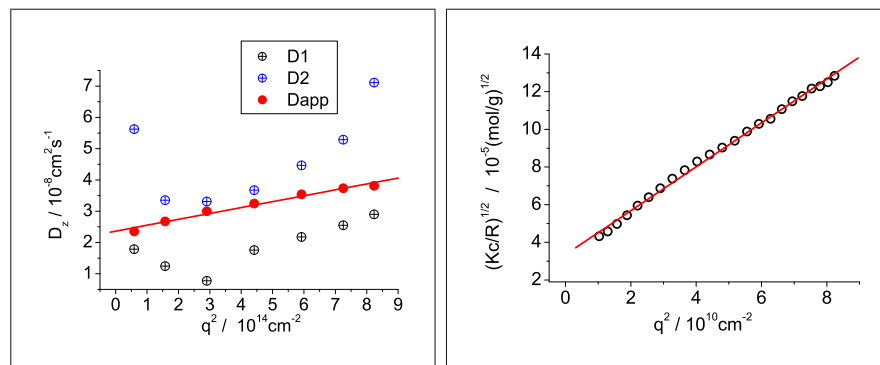 D1
D2
Dapp
7
6
5
4
3
2
1
D_z / 10^-8 cm^2 s^-1
0 1 2 3 4 5 6 7 8 9
q^2 / 10^14 cm^-2
14
12
10
8
6
4
2
(Kc/R)^1/2 / 10^-5 (mol/g)^1/2
0 2 4 6 8
q^2 / 10^10 cm^-2